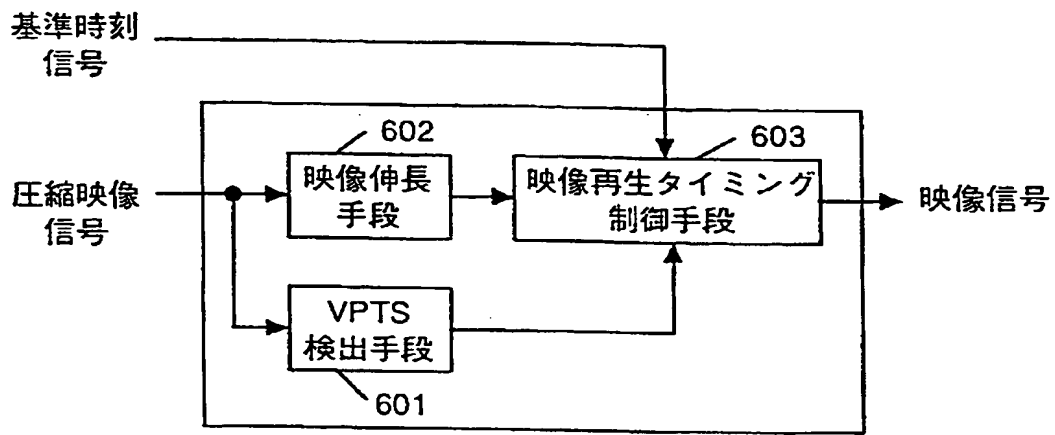 基準時刻
信号
602
603
圧縮映像
信号
映像伸長
手段
映像再生タイミング
制御手段
映像信号
VPTS
検出手段
601